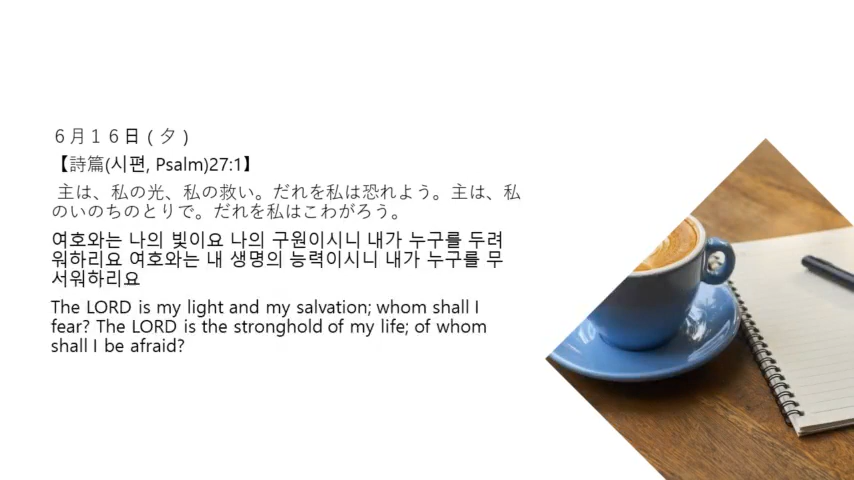 ６月１６日（夕）
【詩篇(시편, Psalm)27:1】
主は、私の光、私の救い。だれを私は恐れよう。主は、私
のいのちのとりで。だれを私はこわがろう。
여호와는 나의 빛이요 나의 구원이시니 내가 누구를 두려
워하리요 여호와는 내 생명의 능력이시니 내가 누구를 무
서워하리요
The LORD is my light and my salvation; whom shall I
fear? The LORD is the stronghold of my life; of whom
shall I be afraid?